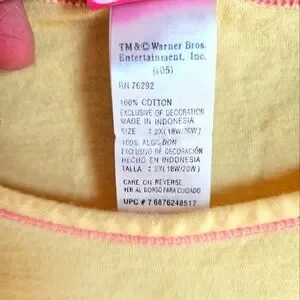 TM & © Warner Bros.
Entertainment, Inc.
(s05)
RN 76292
100% COTTON
EXCLUSIVE OF DECORATION
MADE IN INDONESIA
SIZE : 2X(18W/20W)
100% ALGODON
EXCLUSIVO DE DECORACIÓN
HECHO EN INDONESIA
TALLA : 2X(18W/20W)
CARE ON REVERSE
VER AL DORSO PARA CUIDADO
UPC # 7 6876248517